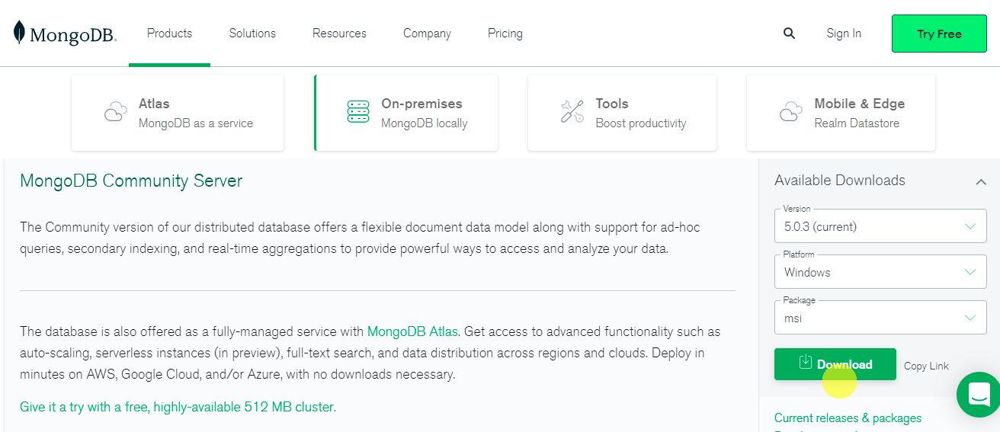 MongoDB.
Products
Solutions
Resources
Company
Pricing
Sign In
Try Free
Atlas
MongoDB as a service
On-premises
MongoDB locally
Tools
Boost productivity
Mobile & Edge
Realm Datastore
MongoDB Community Server
The Community version of our distributed database offers a flexible document data model along with support for ad-hoc
queries, secondary indexing, and real-time aggregations to provide powerful ways to access and analyze your data.
The database is also offered as a fully-managed service with MongoDB Atlas. Get access to advanced functionality such as
auto-scaling, serverless instances (in preview), full-text search, and data distribution across regions and clouds. Deploy in
minutes on AWS, Google Cloud, and/or Azure, with no downloads necessary.
Give it a try with a free, highly-available 512 MB cluster.
Available Downloads
Version
5.0.3 (current)
Platform
Windows
Package
msi
Download
Copy Link
Current releases & packages